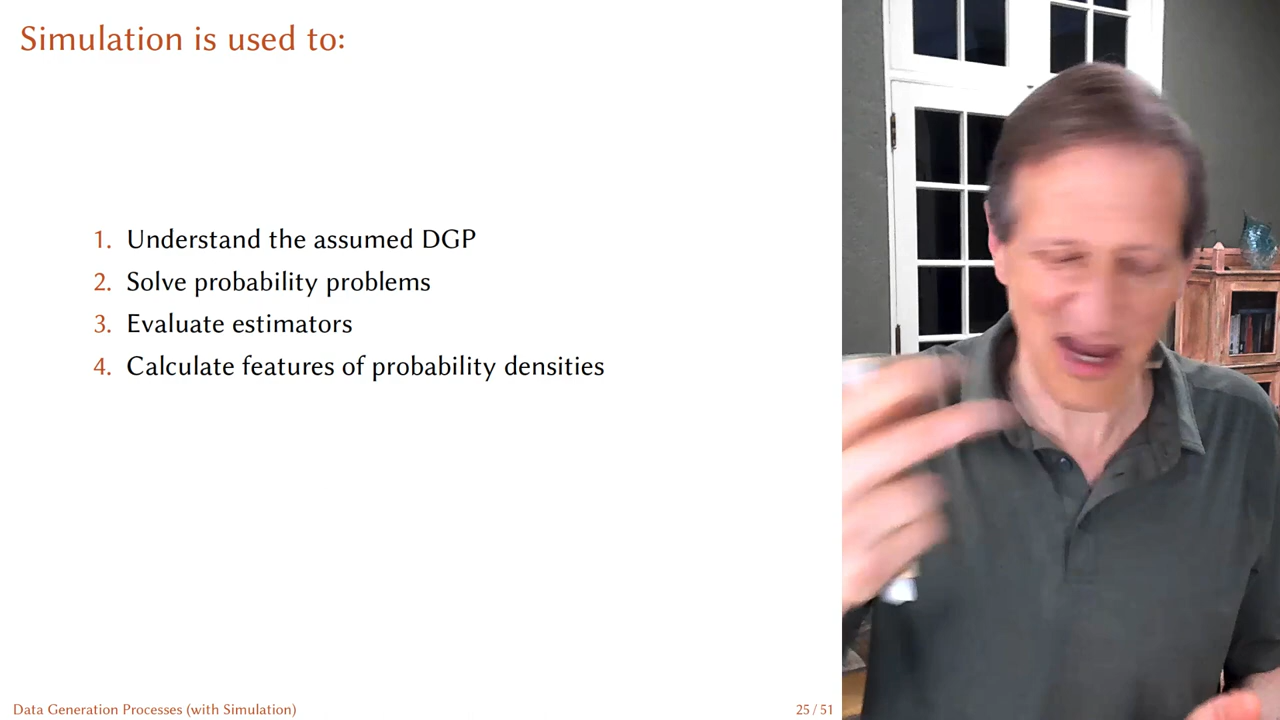 Simulation is used to:
1. Understand the assumed DGP
2. Solve probability problems
3. Evaluate estimators
4. Calculate features of probability densities
Data Generation Processes (with Simulation)
25 / 51